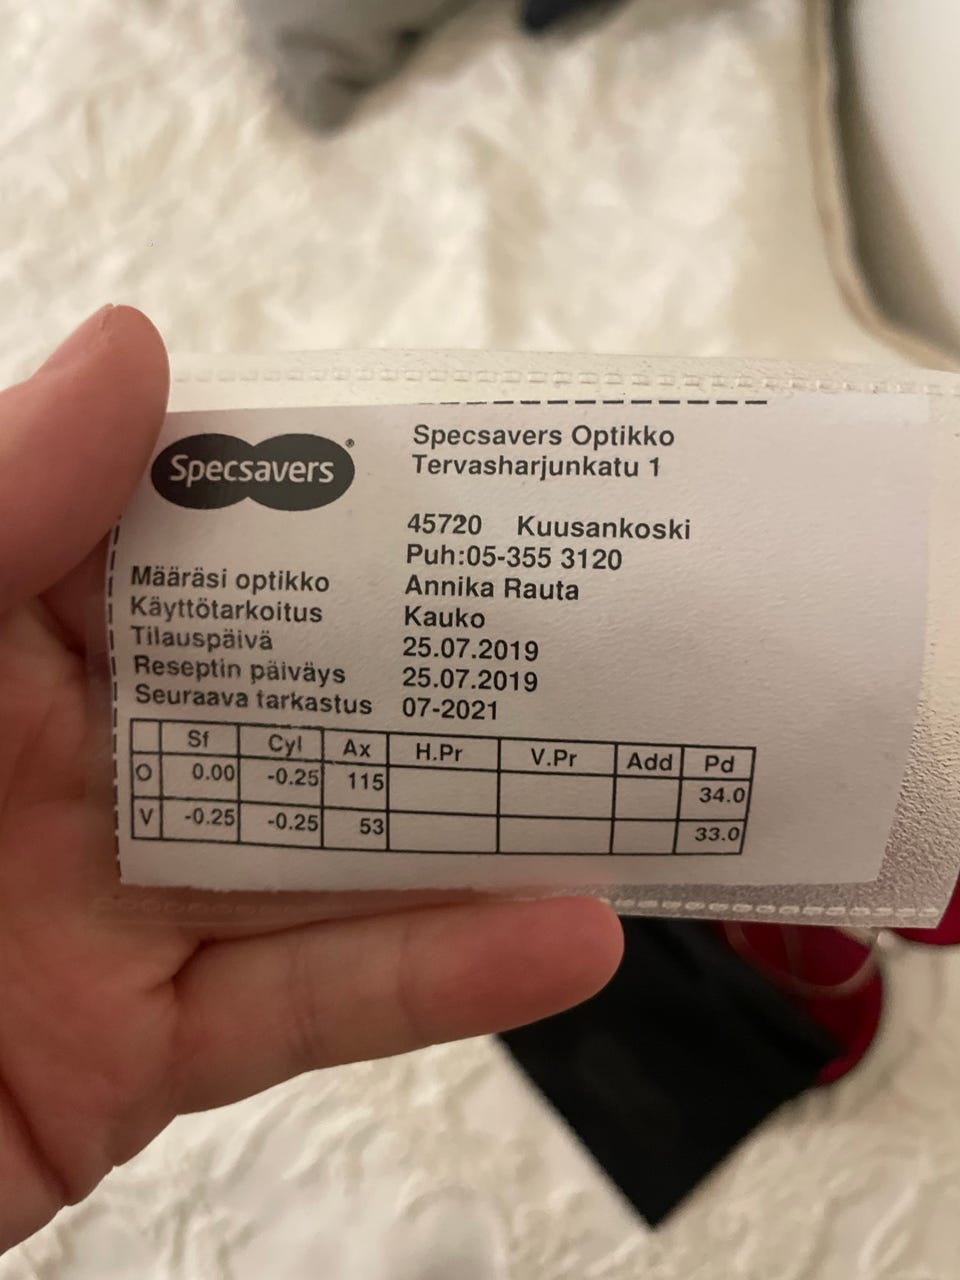 Specsavers®
Specsavers Optikko
Tervasharjunkatu 1
45720 Kuusankoski
Puh:05-355 3120
Määräsi optikko Annika Rauta
Käyttötarkoitus Kauko
Tilauspäivä 25.07.2019
Reseptin päiväys 25.07.2019
Seuraava tarkastus 07-2021
Sf Cyl Ax H.Pr V.Pr Add Pd
O 0.00 -0.25 115 34.0
V -0.25 -0.25 53 33.0